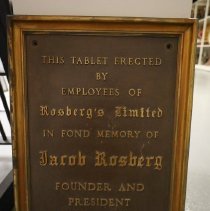 THIS TABLET ERECTED
BY
EMPLOYEES OF
Rosberg's Limited
IN FOND MEMORY OF
Jacob Rosberg
FOUNDER AND
PRESIDENT